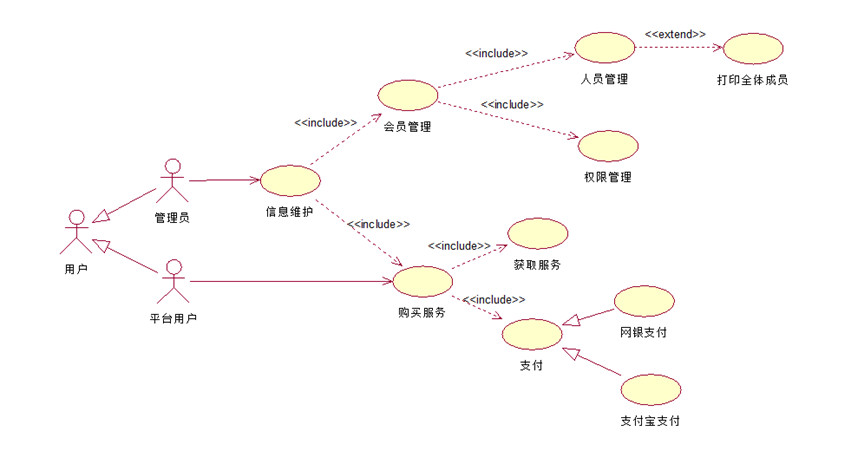 <<extend>>
<<include>>
人员管理
打印全体成员
<<include>>
<<include>>
会员管理
权限管理
管理员
信息维护
<<include>>
<<include>>
用户
获取服务
<<include>>
平台用户
购买服务
网银支付
支付
支付宝支付